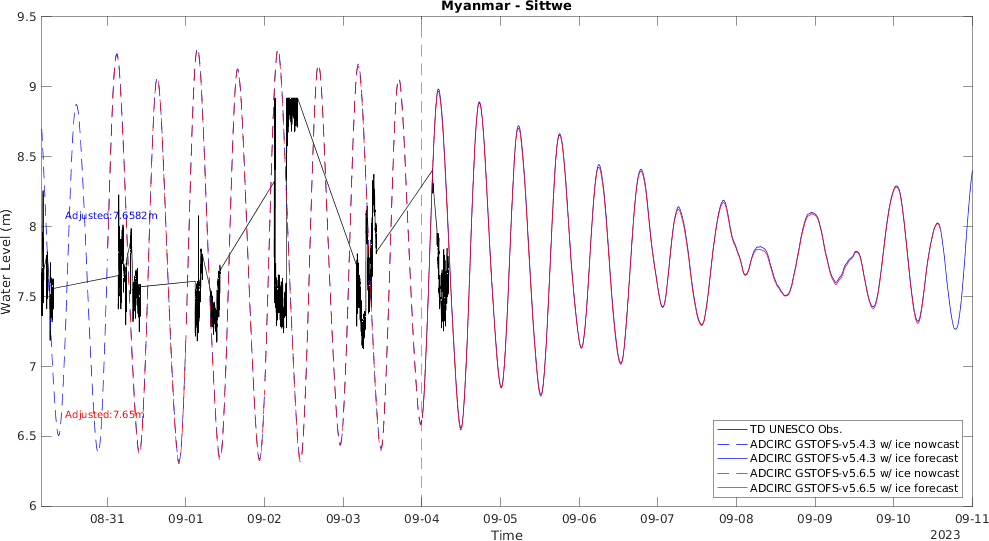 Myanmar - Sittwe
Water Level (m)
9.5
9
8.5
8
7.5
7
6.5
6
Adjusted:7.6582m
Adjusted:7.65m
TD UNESCO Obs.
ADCIRC GSTOFS-v5.4.3 w/ ice nowcast
ADCIRC GSTOFS-v5.4.3 w/ ice forecast
ADCIRC GSTOFS-v5.6.5 w/ ice nowcast
ADCIRC GSTOFS-v5.6.5 w/ ice forecast
08-31 09-01 09-02 09-03 09-04 09-05 09-06 09-07 09-08 09-09 09-10 09-11
Time
2023